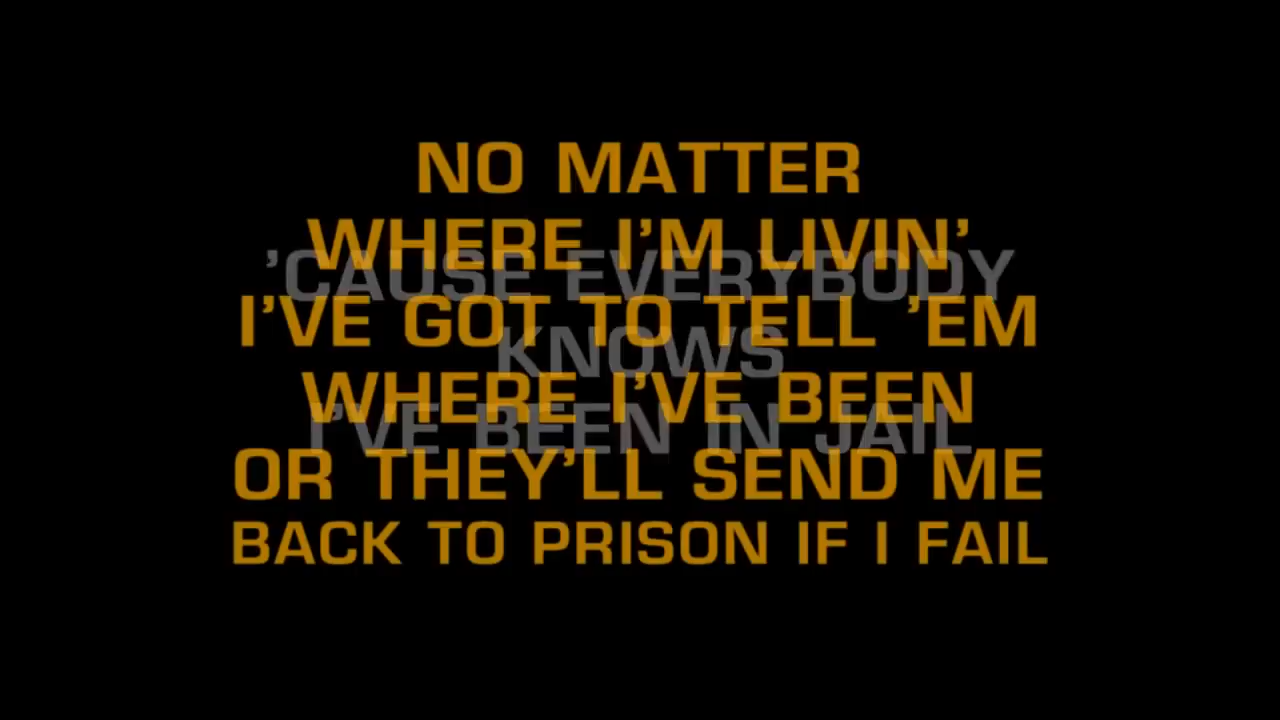 NO MATTER
WHERE I'M LIVIN'
'CAUSE EVERYBODY
I'VE GOT TO TELL 'EM
KNOWS
WHERE I'VE BEEN
I'VE BEEN IN JAIL
OR THEY'LL SEND ME
BACK TO PRISON IF I FAIL